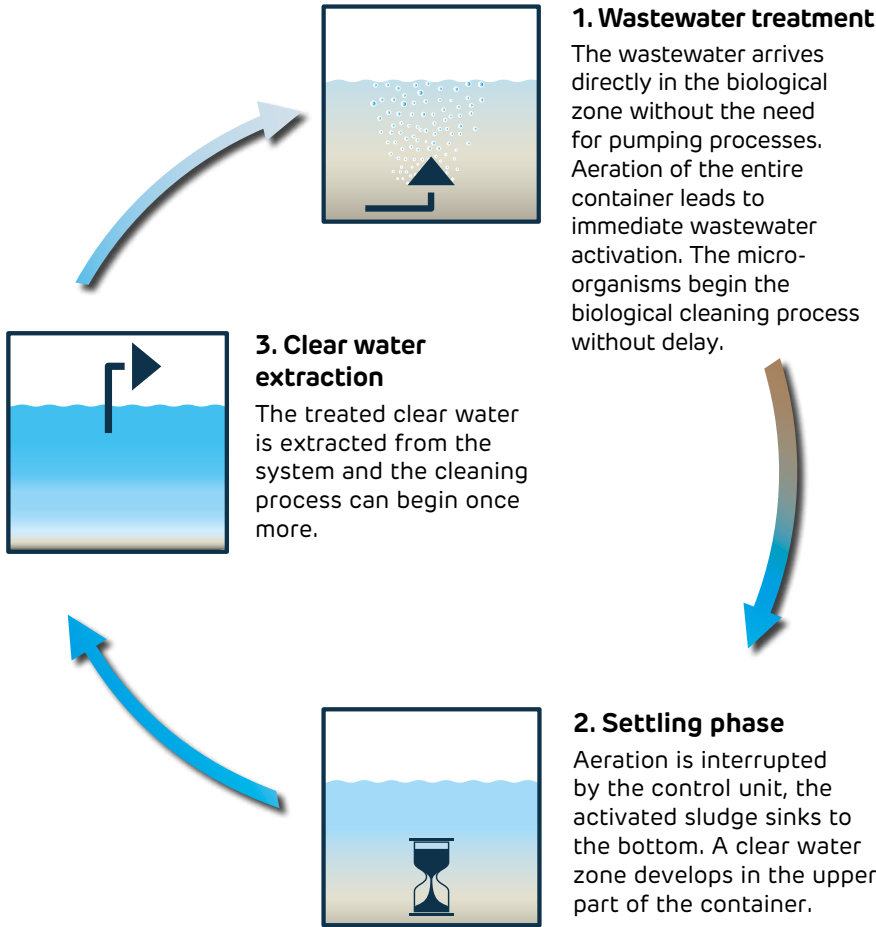 1. Wastewater treatment
The wastewater arrives
directly in the biological
zone without the need
for pumping processes.
Aeration of the entire
container leads to
immediate wastewater
activation. The micro-
organisms begin the
biological cleaning process
without delay.
2. Settling phase
Aeration is interrupted
by the control unit, the
activated sludge sinks to
the bottom. A clear water
zone develops in the upper
part of the container.
3. Clear water
extraction
The treated clear water
is extracted from the
system and the cleaning
process can begin once
more.